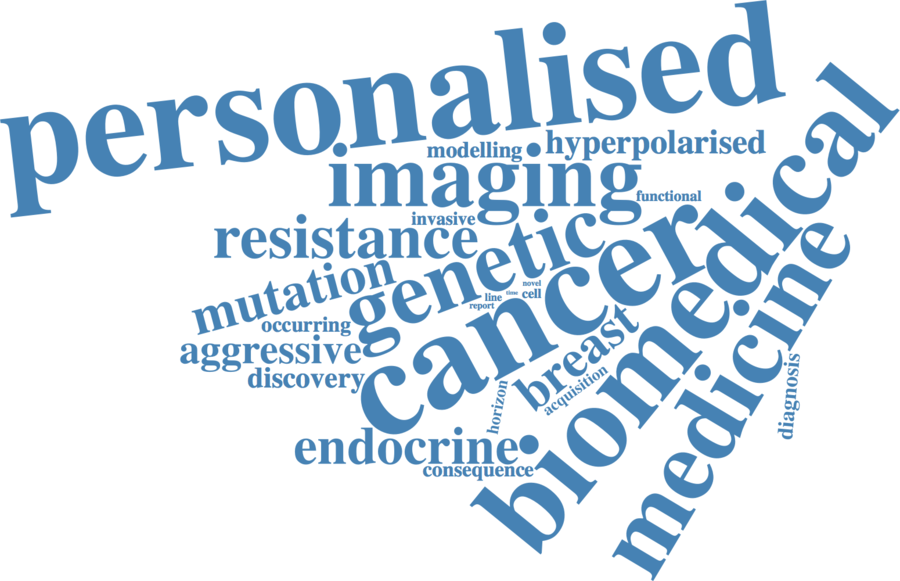 personalised
hyperpolarised
modelling
imaging
functional
invasive
resistance
genetic
cancer
biomedical
medicine
mutation
novel
time
cell
line
report
occurring
aggressive
discovery
breast
acquisition
horizon
diagnosis
endocrine
consequence